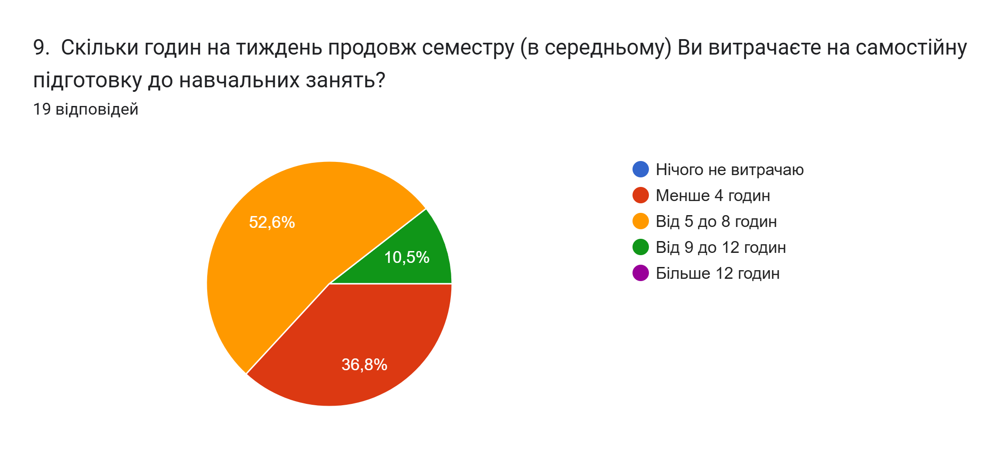 9. Скільки годин на тиждень продовж семестру (в середньому) Ви витрачаєте на самостійну
підготовку до навчальних занять?
19 відповідей
Нічого не витрачаю
Менше 4 годин
Від 5 до 8 годин
Від 9 до 12 годин
Більше 12 годин
52,6%
10,5%
36,8%